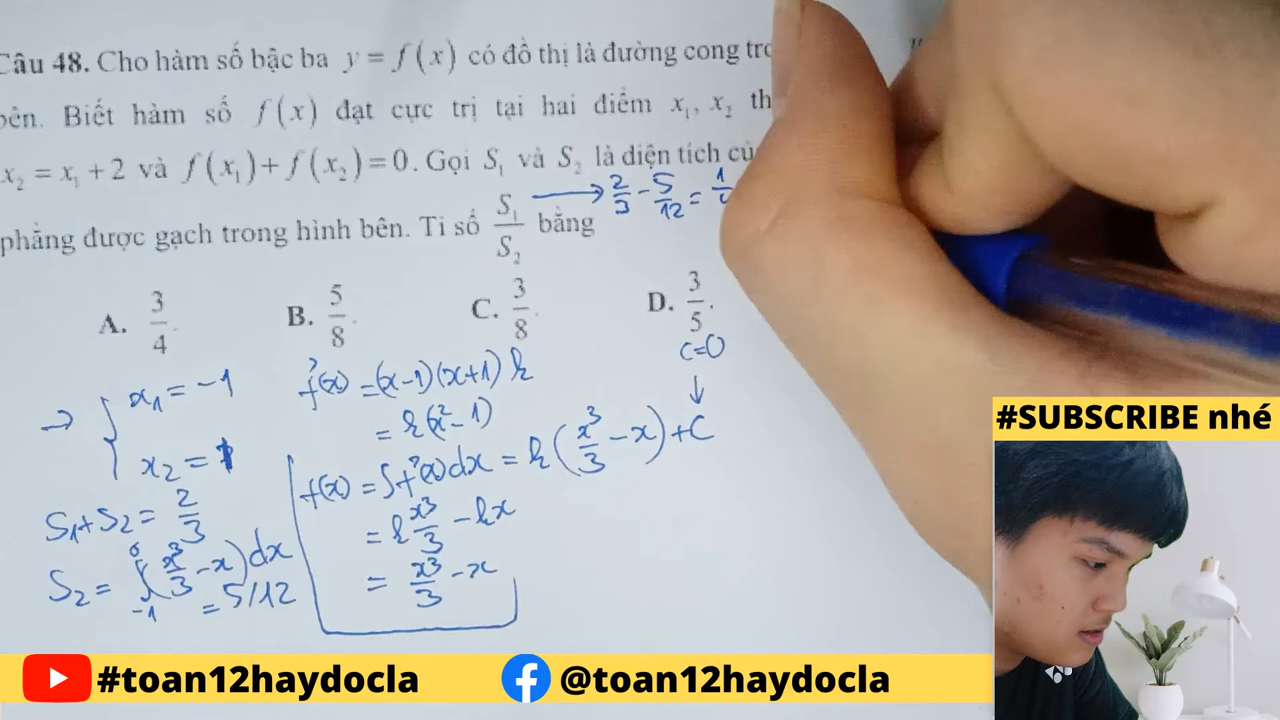 Câu 48. Cho hàm số bậc ba y = f(x) có đồ thị là đường cong
bên. Biết hàm số f(x) đạt cực trị tại hai điểm x₁, x₂
x₂ = x₁ + 2 và f(x₁) + f(x₂) = 0. Gọi S₁ và S₂ là diện tích
→ 2/3 - 5/12 =
phẳng được gạch trong hình bên. Tỉ số S₁/S₂ bằng
A. 3/4. B. 5/8. C. 3/8. D. 3/5.
C=0
→ { x₁ = -1
x₂ = 1
f'(x) = (x-1)(x+1)k
= k(x² - 1)
f(x) = ∫f'(x)dx = k(x³/3 - x) + C
= k x³/3 - kx
= x³/3 - x
S₁+S₂ = 2/3
S₂ = ∫₋₁⁰ (x³/3 - x)dx
= 5/12
#SUBSCRIBE nhé
#toan12haydocla
@toan12haydocla